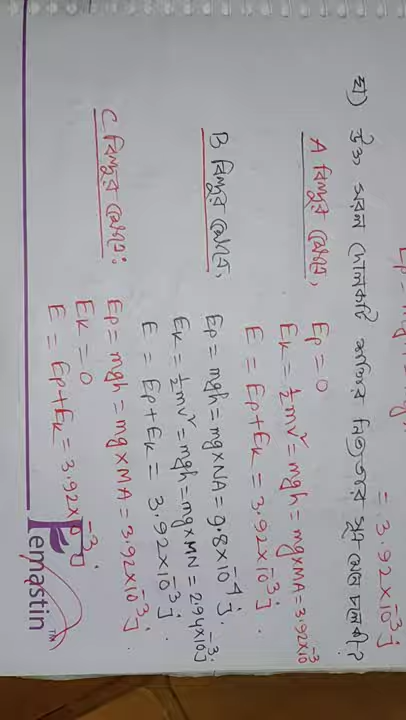 = 3.92×10⁻³ j
ঘ) উক্ত সরল দোলকটি শক্তির নিত্যতার সূত্র মেনে চলে কী?
A বিন্দুর ক্ষেত্রে,
Ep = 0
Ek = ½mv² = mgh = mg×MA = 3.92×10⁻³
E = Ep+Ek = 3.92×10⁻³ j.
B বিন্দুর ক্ষেত্রে,
Ep = mgh = mg×NA = 9.8×10⁻⁴ j.
Ek = ½mv² = mgh = mg×MN = 2.94×10⁻³ j
E = Ep+Ek = 3.92×10⁻³ j.
C বিন্দুর ক্ষেত্রে:
Ep = mgh = mg×MA = 3.92×10⁻³ j.
Ek = 0
E = Ep+Ek = 3.92×10⁻³ j
Femastin™